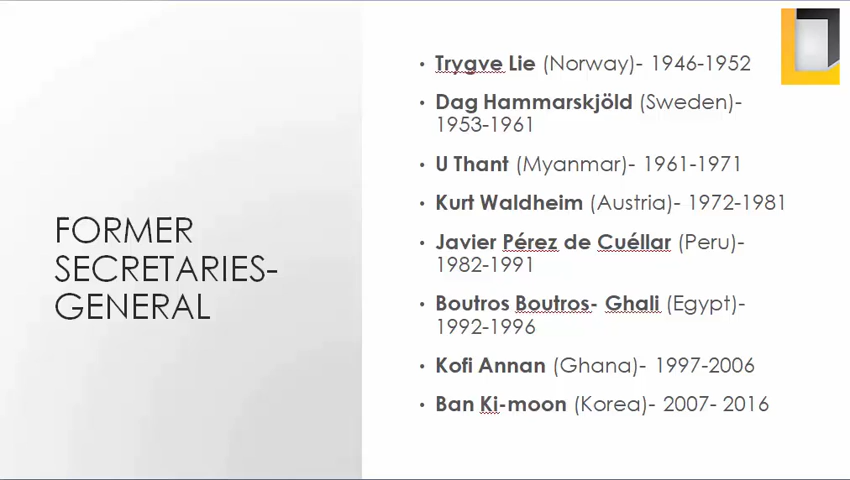 FORMER
SECRETARIES-
GENERAL
• Trygve Lie (Norway)- 1946-1952
• Dag Hammarskjöld (Sweden)-
1953-1961
• U Thant (Myanmar)- 1961-1971
• Kurt Waldheim (Austria)- 1972-1981
• Javier Pérez de Cuéllar (Peru)-
1982-1991
• Boutros Boutros- Ghali (Egypt)-
1992-1996
• Kofi Annan (Ghana)- 1997-2006
• Ban Ki-moon (Korea)- 2007- 2016